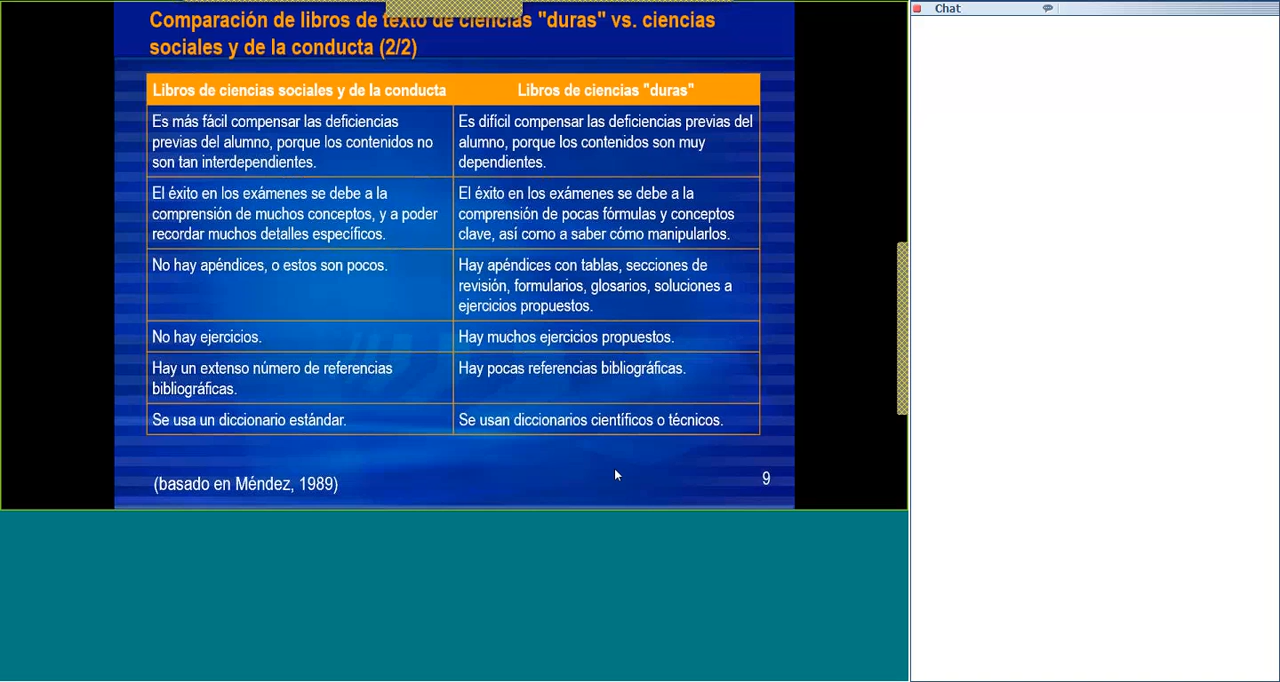 Comparación de libros de texto de ciencias "duras" vs. ciencias
sociales y de la conducta (2/2)
Libros de ciencias sociales y de la conducta
Libros de ciencias "duras"
Es más fácil compensar las deficiencias
previas del alumno, porque los contenidos no
son tan interdependientes.
Es difícil compensar las deficiencias previas del
alumno, porque los contenidos son muy
dependientes.
El éxito en los exámenes se debe a la
comprensión de muchos conceptos, y a poder
recordar muchos detalles específicos.
El éxito en los exámenes se debe a la
comprensión de pocas fórmulas y conceptos
clave, así como a saber cómo manipularlos.
No hay apéndices, o estos son pocos.
Hay apéndices con tablas, secciones de
revisión, formularios, glosarios, soluciones a
ejercicios propuestos.
No hay ejercicios.
Hay muchos ejercicios propuestos.
Hay un extenso número de referencias
bibliográficas.
Hay pocas referencias bibliográficas.
Se usa un diccionario estándar.
Se usan diccionarios científicos o técnicos.
(basado en Méndez, 1989)
9
Chat